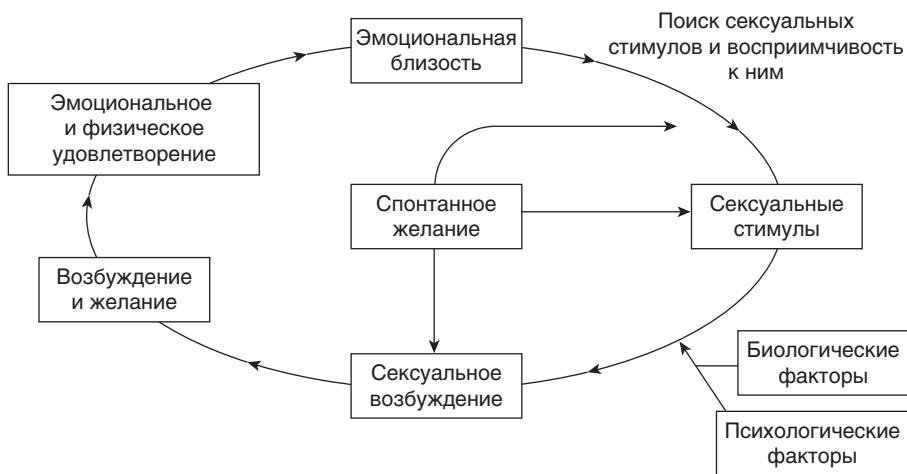 Эмоциональная
близость
Поиск сексуальных
стимулов и восприимчивость
к ним
Эмоциональное
и физическое
удовлетворение
Спонтанное
желание
Сексуальные
стимулы
Возбуждение
и желание
Сексуальное
возбуждение
Биологические
факторы
Психологические
факторы